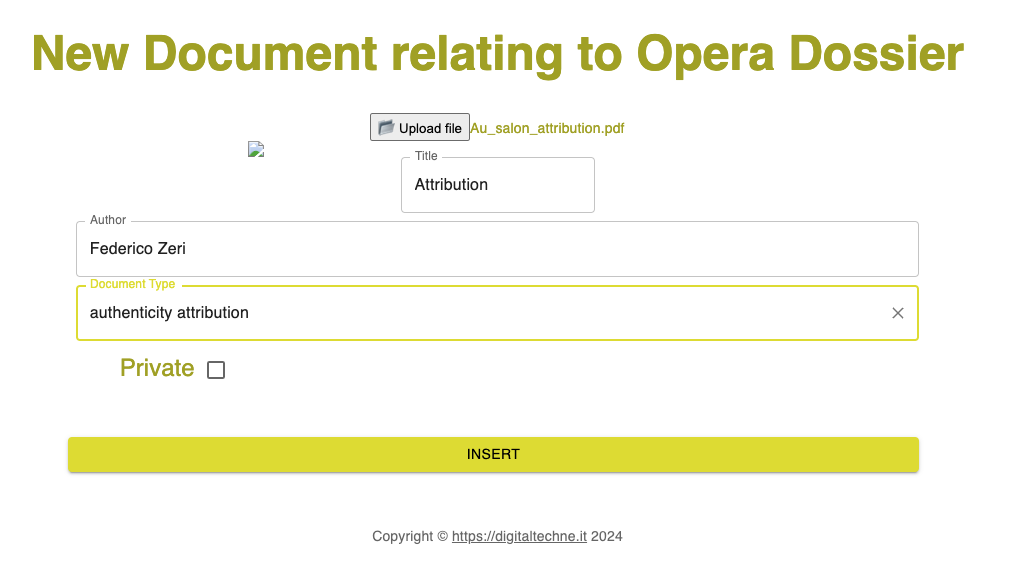 New Document relating to Opera Dossier
Upload file Au_salon_attribution.pdf
Title
Attribution
Author
Federico Zeri
Document Type
authenticity attribution
Private
INSERT
Copyright © https://digitaltechne.it 2024